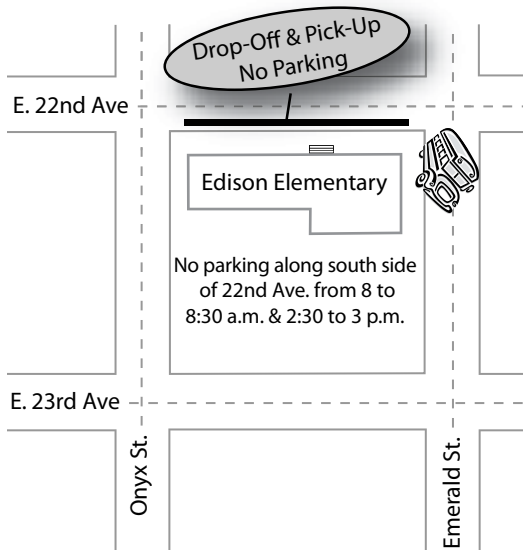 Drop-Off & Pick-Up
No Parking
E. 22nd Ave
Edison Elementary
No parking along south side
of 22nd Ave. from 8 to
8:30 a.m. & 2:30 to 3 p.m.
E. 23rd Ave
Onyx St.
Emerald St.